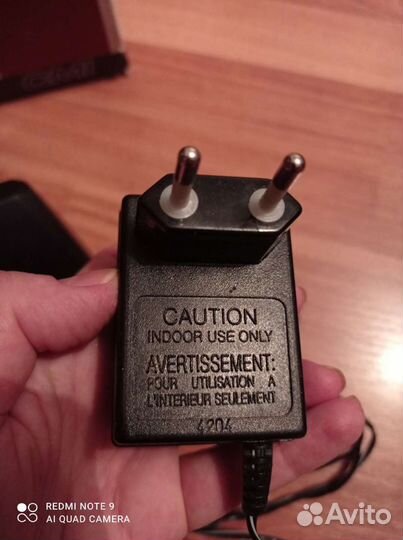 CAUTION
INDOOR USE ONLY
AVERTISSEMENT:
POUR UTILISATION A
L'INTERIEUR SEULEMENT
4204
REDMI NOTE 9
AI QUAD CAMERA
Avito